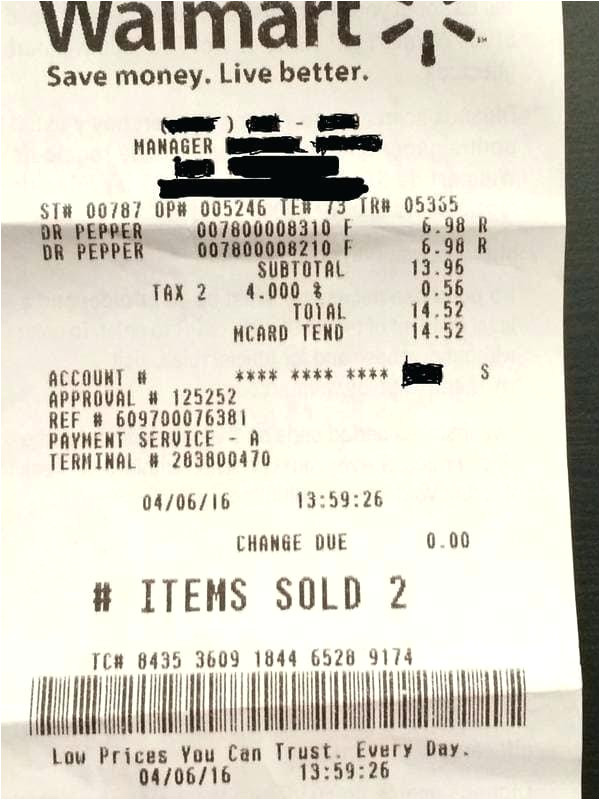 Walmart
Save money. Live better.
( ) -
MANAGER
ST# 00787 OP# 005246 TE# 73 TR# 05365
DR PEPPER 007800008310 F 6.98 R
DR PEPPER 007800008210 F 6.98 R
SUBTOTAL 13.96
TAX 2 4.000 % 0.56
TOTAL 14.52
MCARD TEND 14.52
ACCOUNT # **** **** **** S
APPROVAL # 125252
REF # 609700076381
PAYMENT SERVICE - A
TERMINAL # 283800470
04/06/16 13:59:26
CHANGE DUE 0.00
# ITEMS SOLD 2
TC# 8435 3609 1844 6528 9174
Low Prices You Can Trust. Every Day.
04/06/16 13:59:26